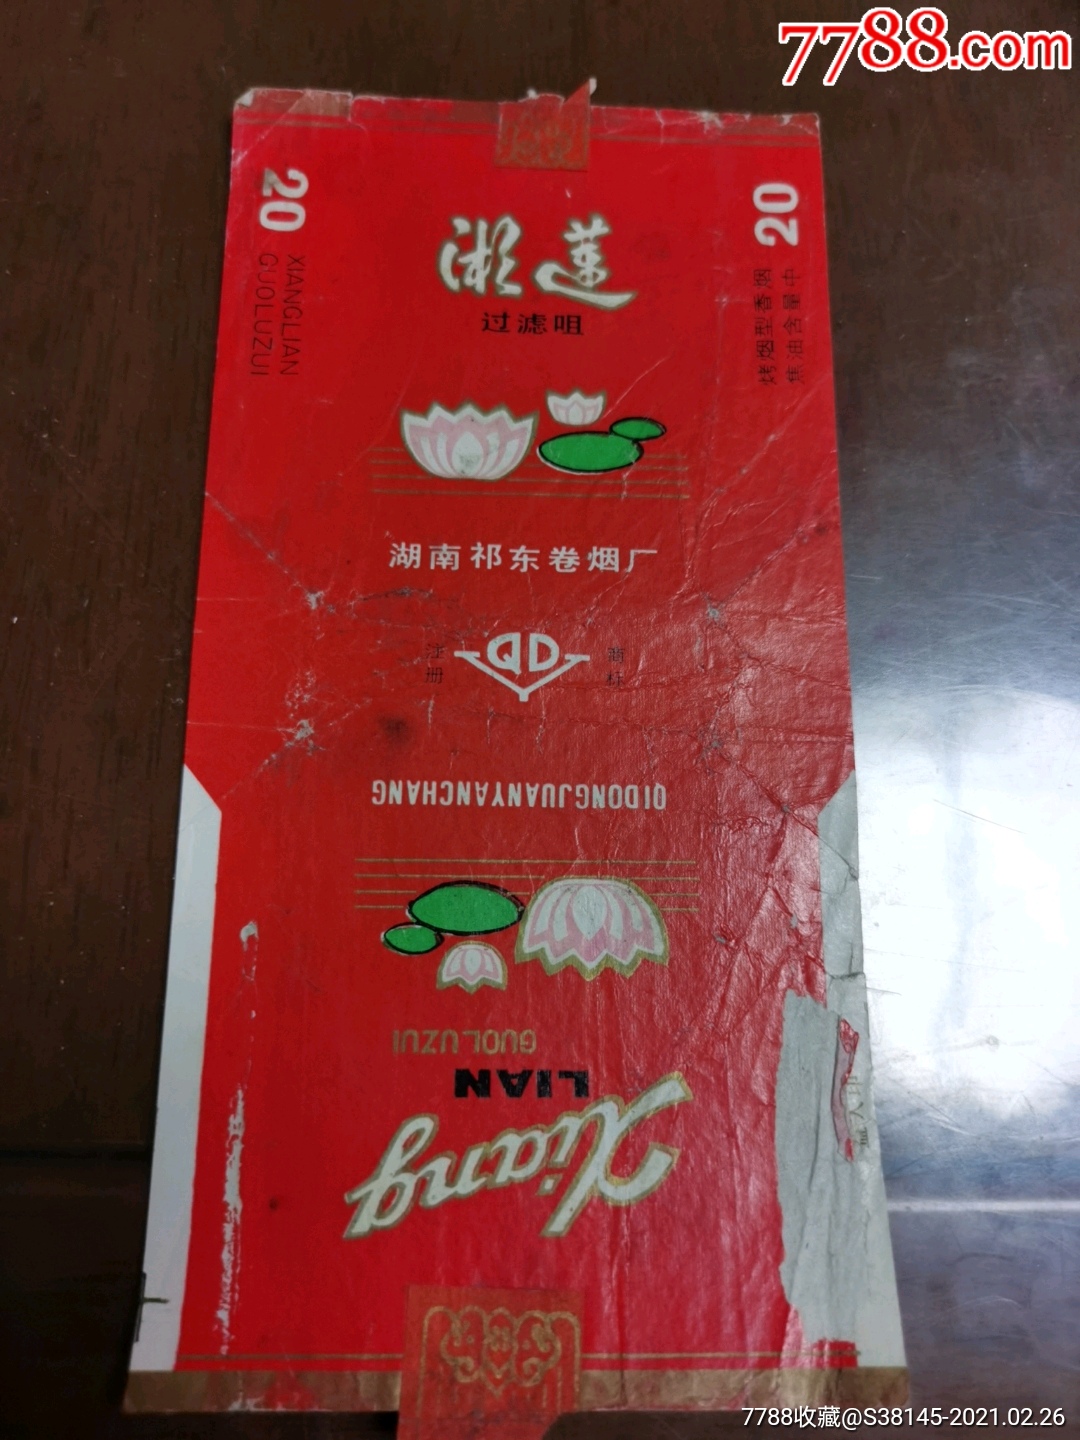 7788.com
20
XIANGLIAN
GUOLUZUI
湘莲
过滤咀
20
烤烟型香烟
焦油含量中
湖南祁东卷烟厂
注册
QD
商标
QIDONGJUANYANCHANG
GUOLUZUI
LIAN
Xiang
7788收藏@S38145-2021.02.26